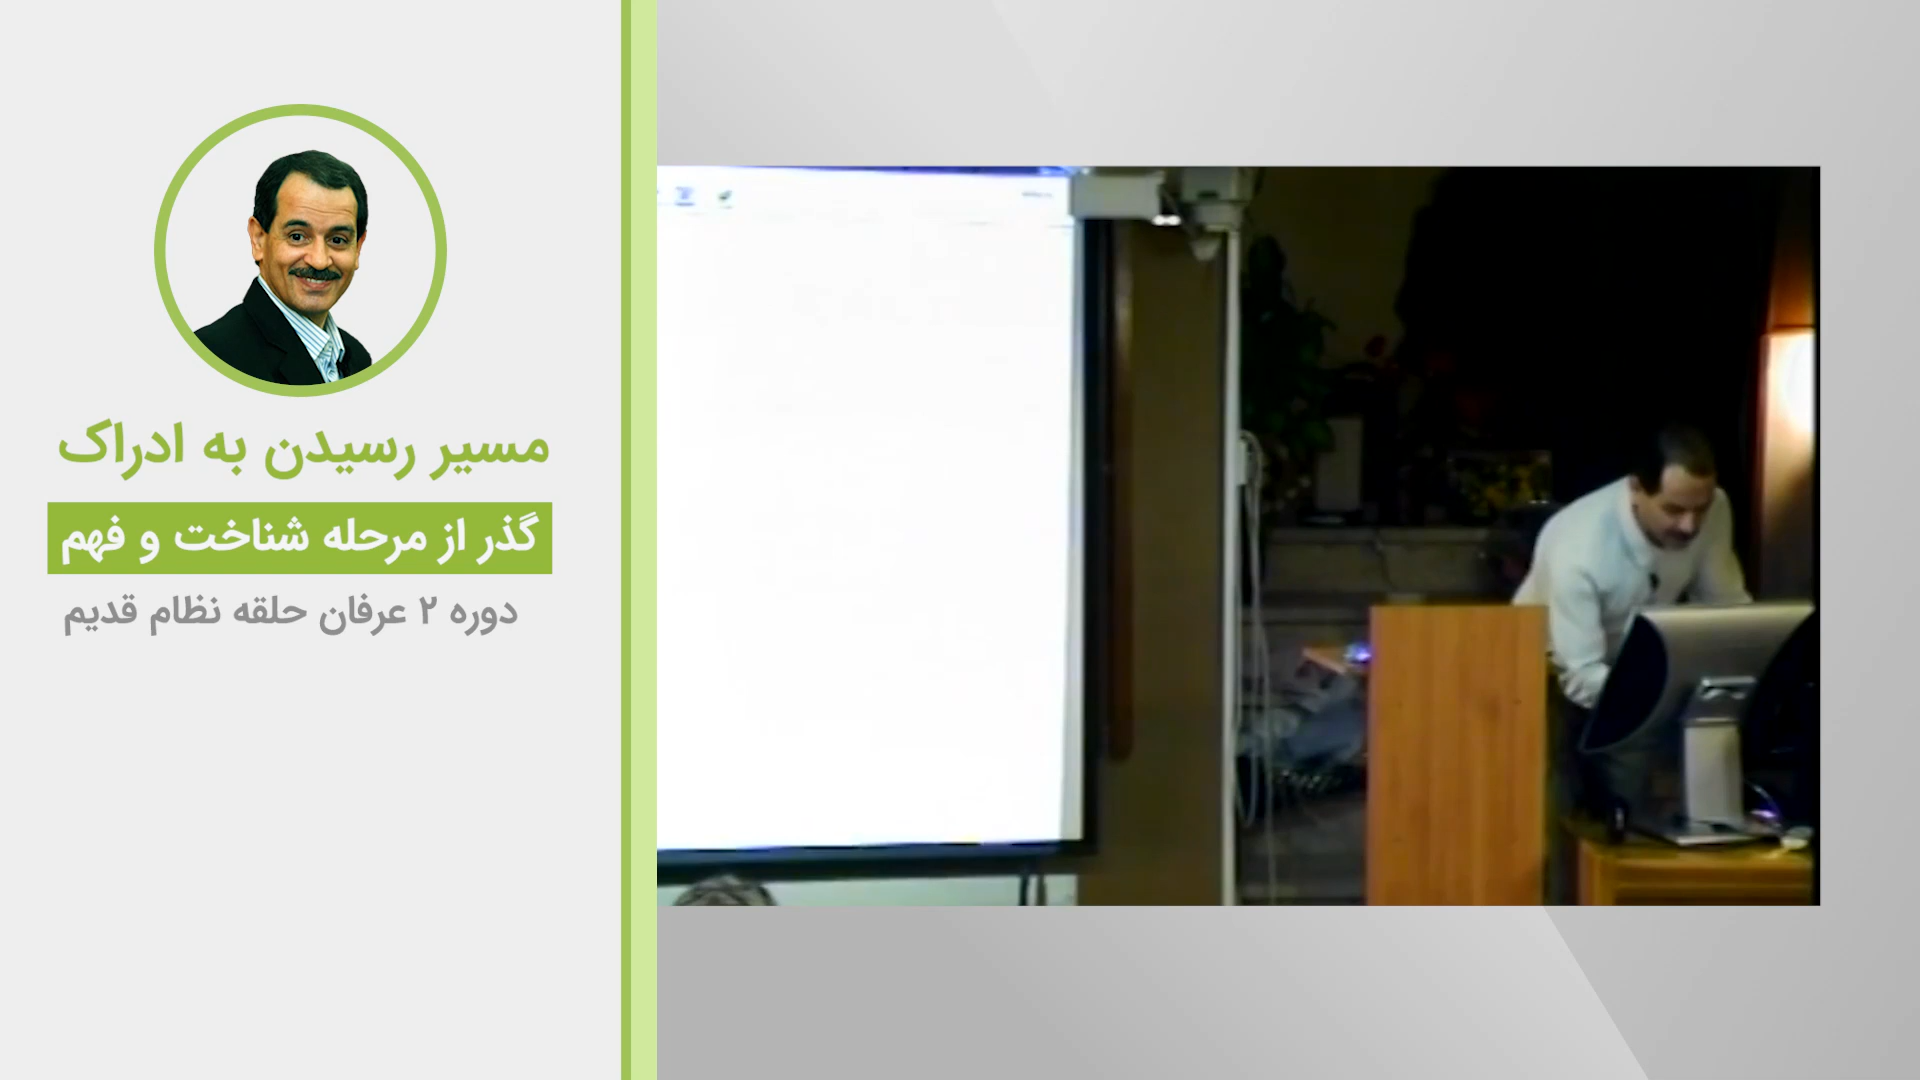 مسیر رسیدن به ادراک
گذر از مرحله شناخت و فهم
دوره ۲ عرفان حلقه نظام قدیم